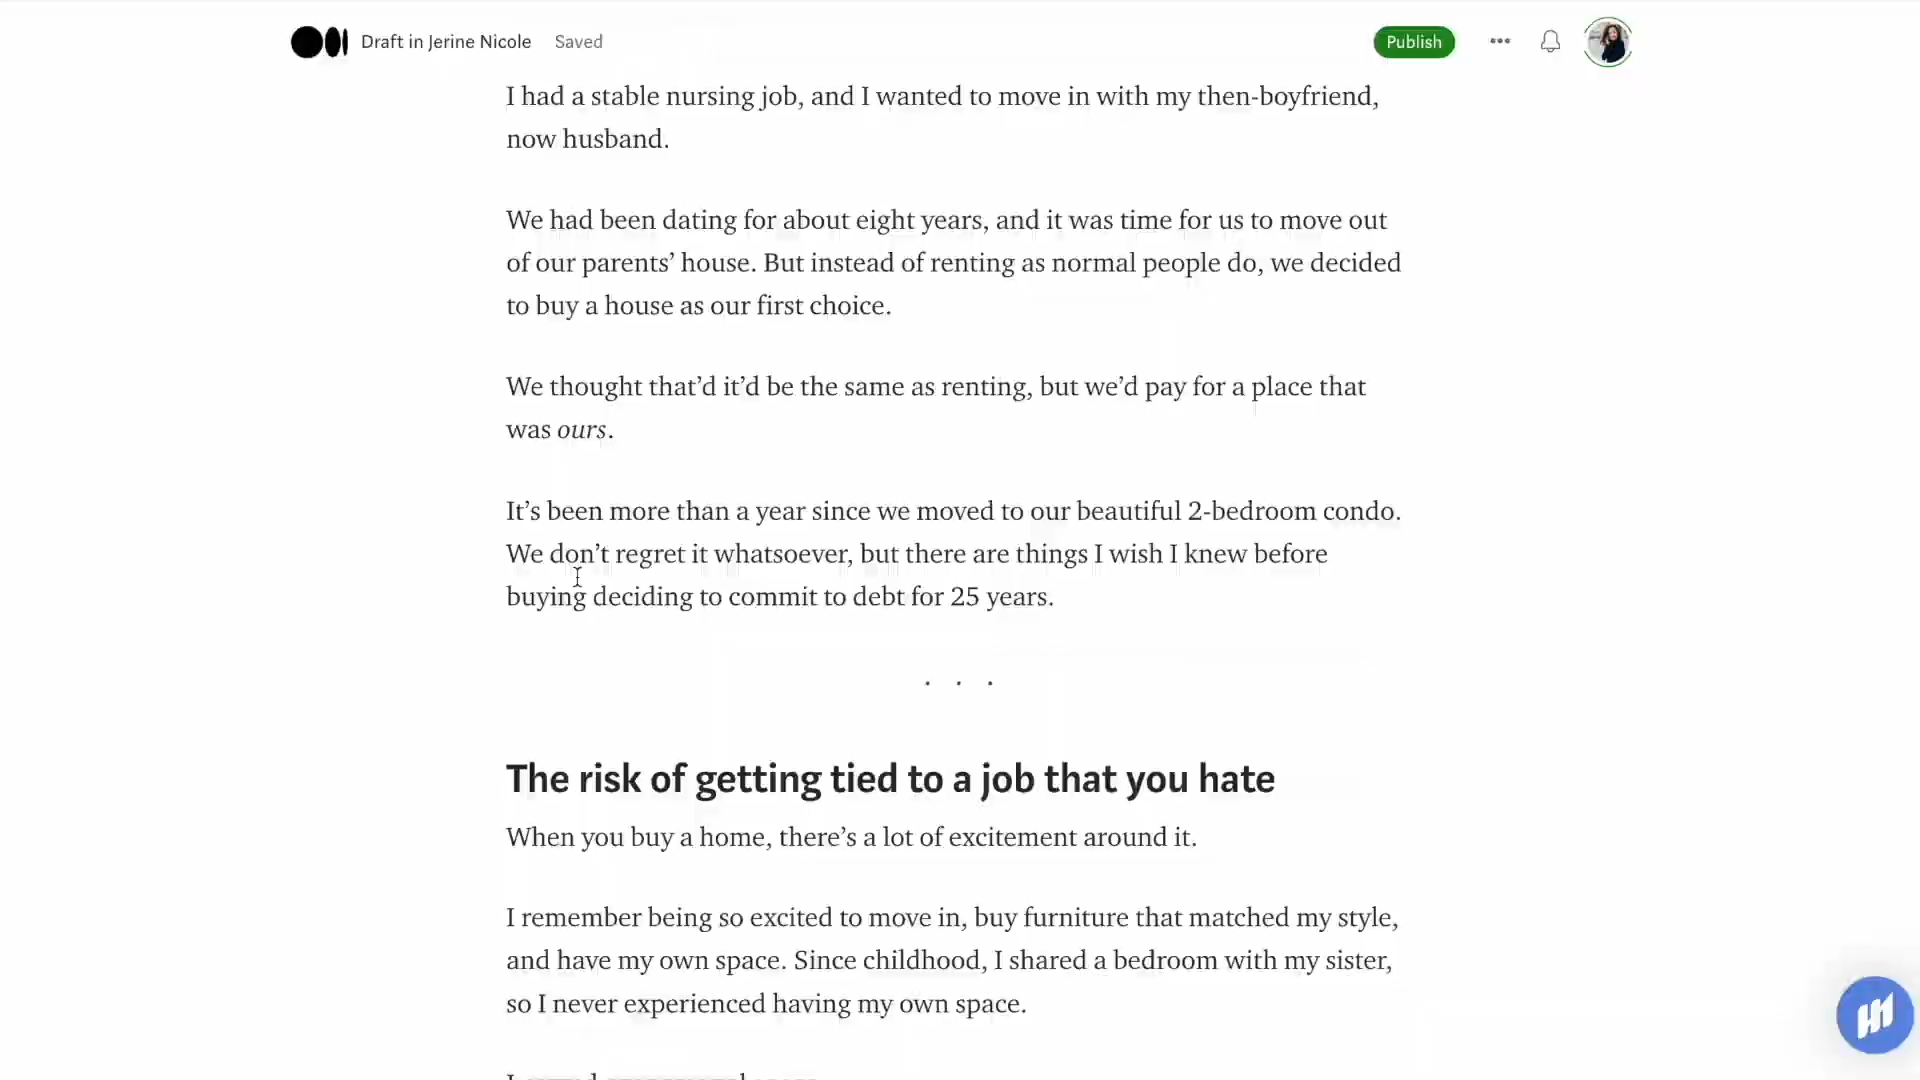 Draft in Jerine Nicole Saved
Publish
I had a stable nursing job, and I wanted to move in with my then-boyfriend,
now husband.
We had been dating for about eight years, and it was time for us to move out
of our parents’ house. But instead of renting as normal people do, we decided
to buy a house as our first choice.
We thought that’d it’d be the same as renting, but we’d pay for a place that
was ours.
It’s been more than a year since we moved to our beautiful 2-bedroom condo.
We don’t regret it whatsoever, but there are things I wish I knew before
buying deciding to commit to debt for 25 years.
. . .
The risk of getting tied to a job that you hate
When you buy a home, there’s a lot of excitement around it.
I remember being so excited to move in, buy furniture that matched my style,
and have my own space. Since childhood, I shared a bedroom with my sister,
so I never experienced having my own space.